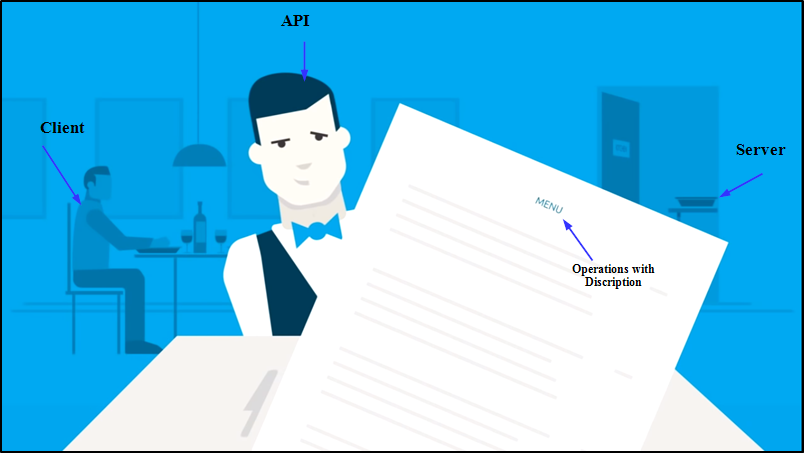 API
Client
Server
MENU
Operations with
Discription